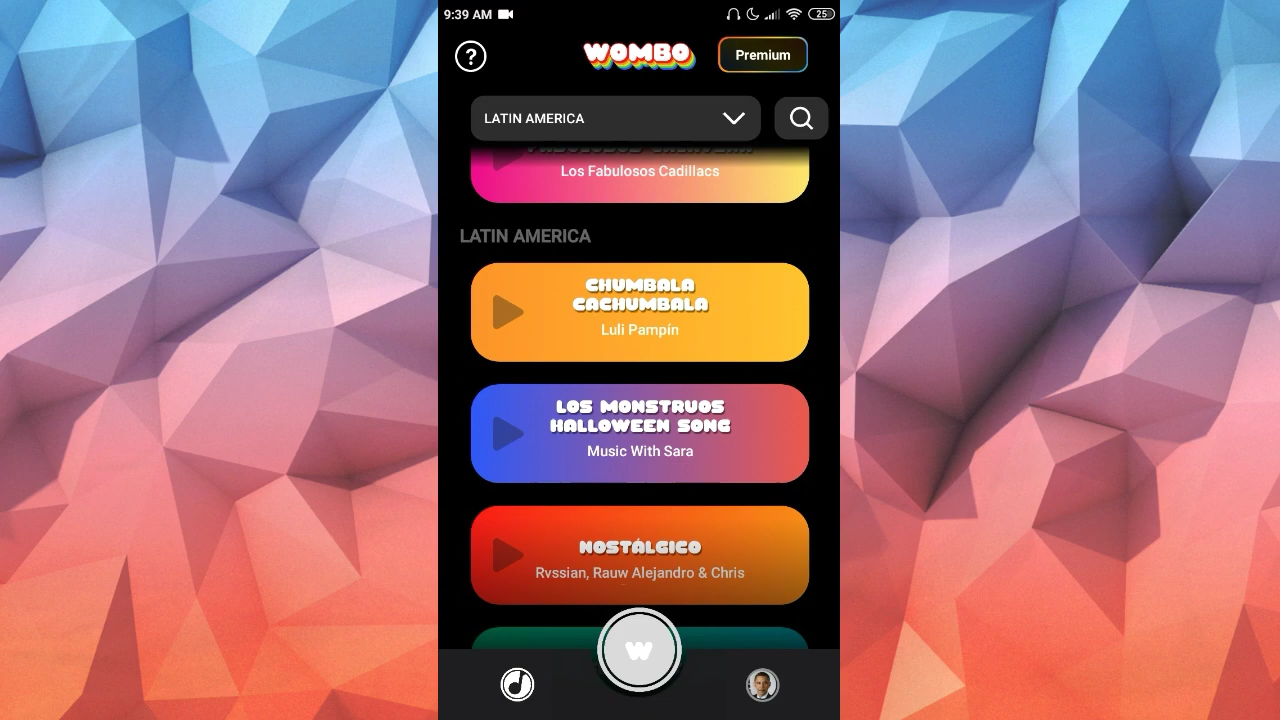 9:39 AM
25
?
WOMBO
Premium
LATIN AMERICA
Los Fabulosos Cadillacs
LATIN AMERICA
CHUMBALA
CACHUMBALA
Luli Pampín
LOS MONSTRUOS
HALLOWEEN SONG
Music With Sara
NOSTÁLGICO
Rvssian, Rauw Alejandro & Chris
W